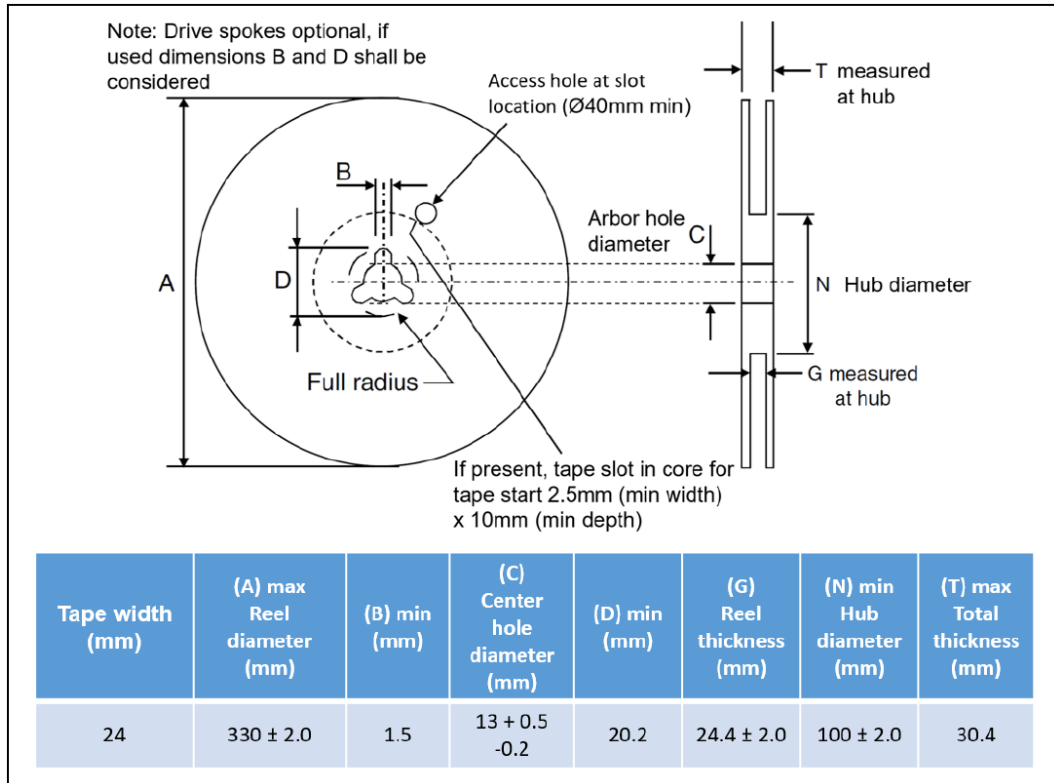 Note: Drive spokes optional, if
used dimensions B and D shall be
considered
Access hole at slot
location (Ø40mm min)
T measured
at hub
B
Arbor hole
diameter
C
A
D
N Hub diameter
Full radius
G measured
at hub
If present, tape slot in core for
tape start 2.5mm (min width)
x 10mm (min depth)
Tape width
(mm)
(A) max
Reel
diameter
(mm)
(B) min
(mm)
(C)
Center
hole
diameter
(mm)
(D) min
(mm)
(G)
Reel
thickness
(mm)
(N) min
Hub
diameter
(mm)
(T) max
Total
thickness
(mm)
24
330 ± 2.0
1.5
13 + 0.5
-0.2
20.2
24.4 ± 2.0
100 ± 2.0
30.4